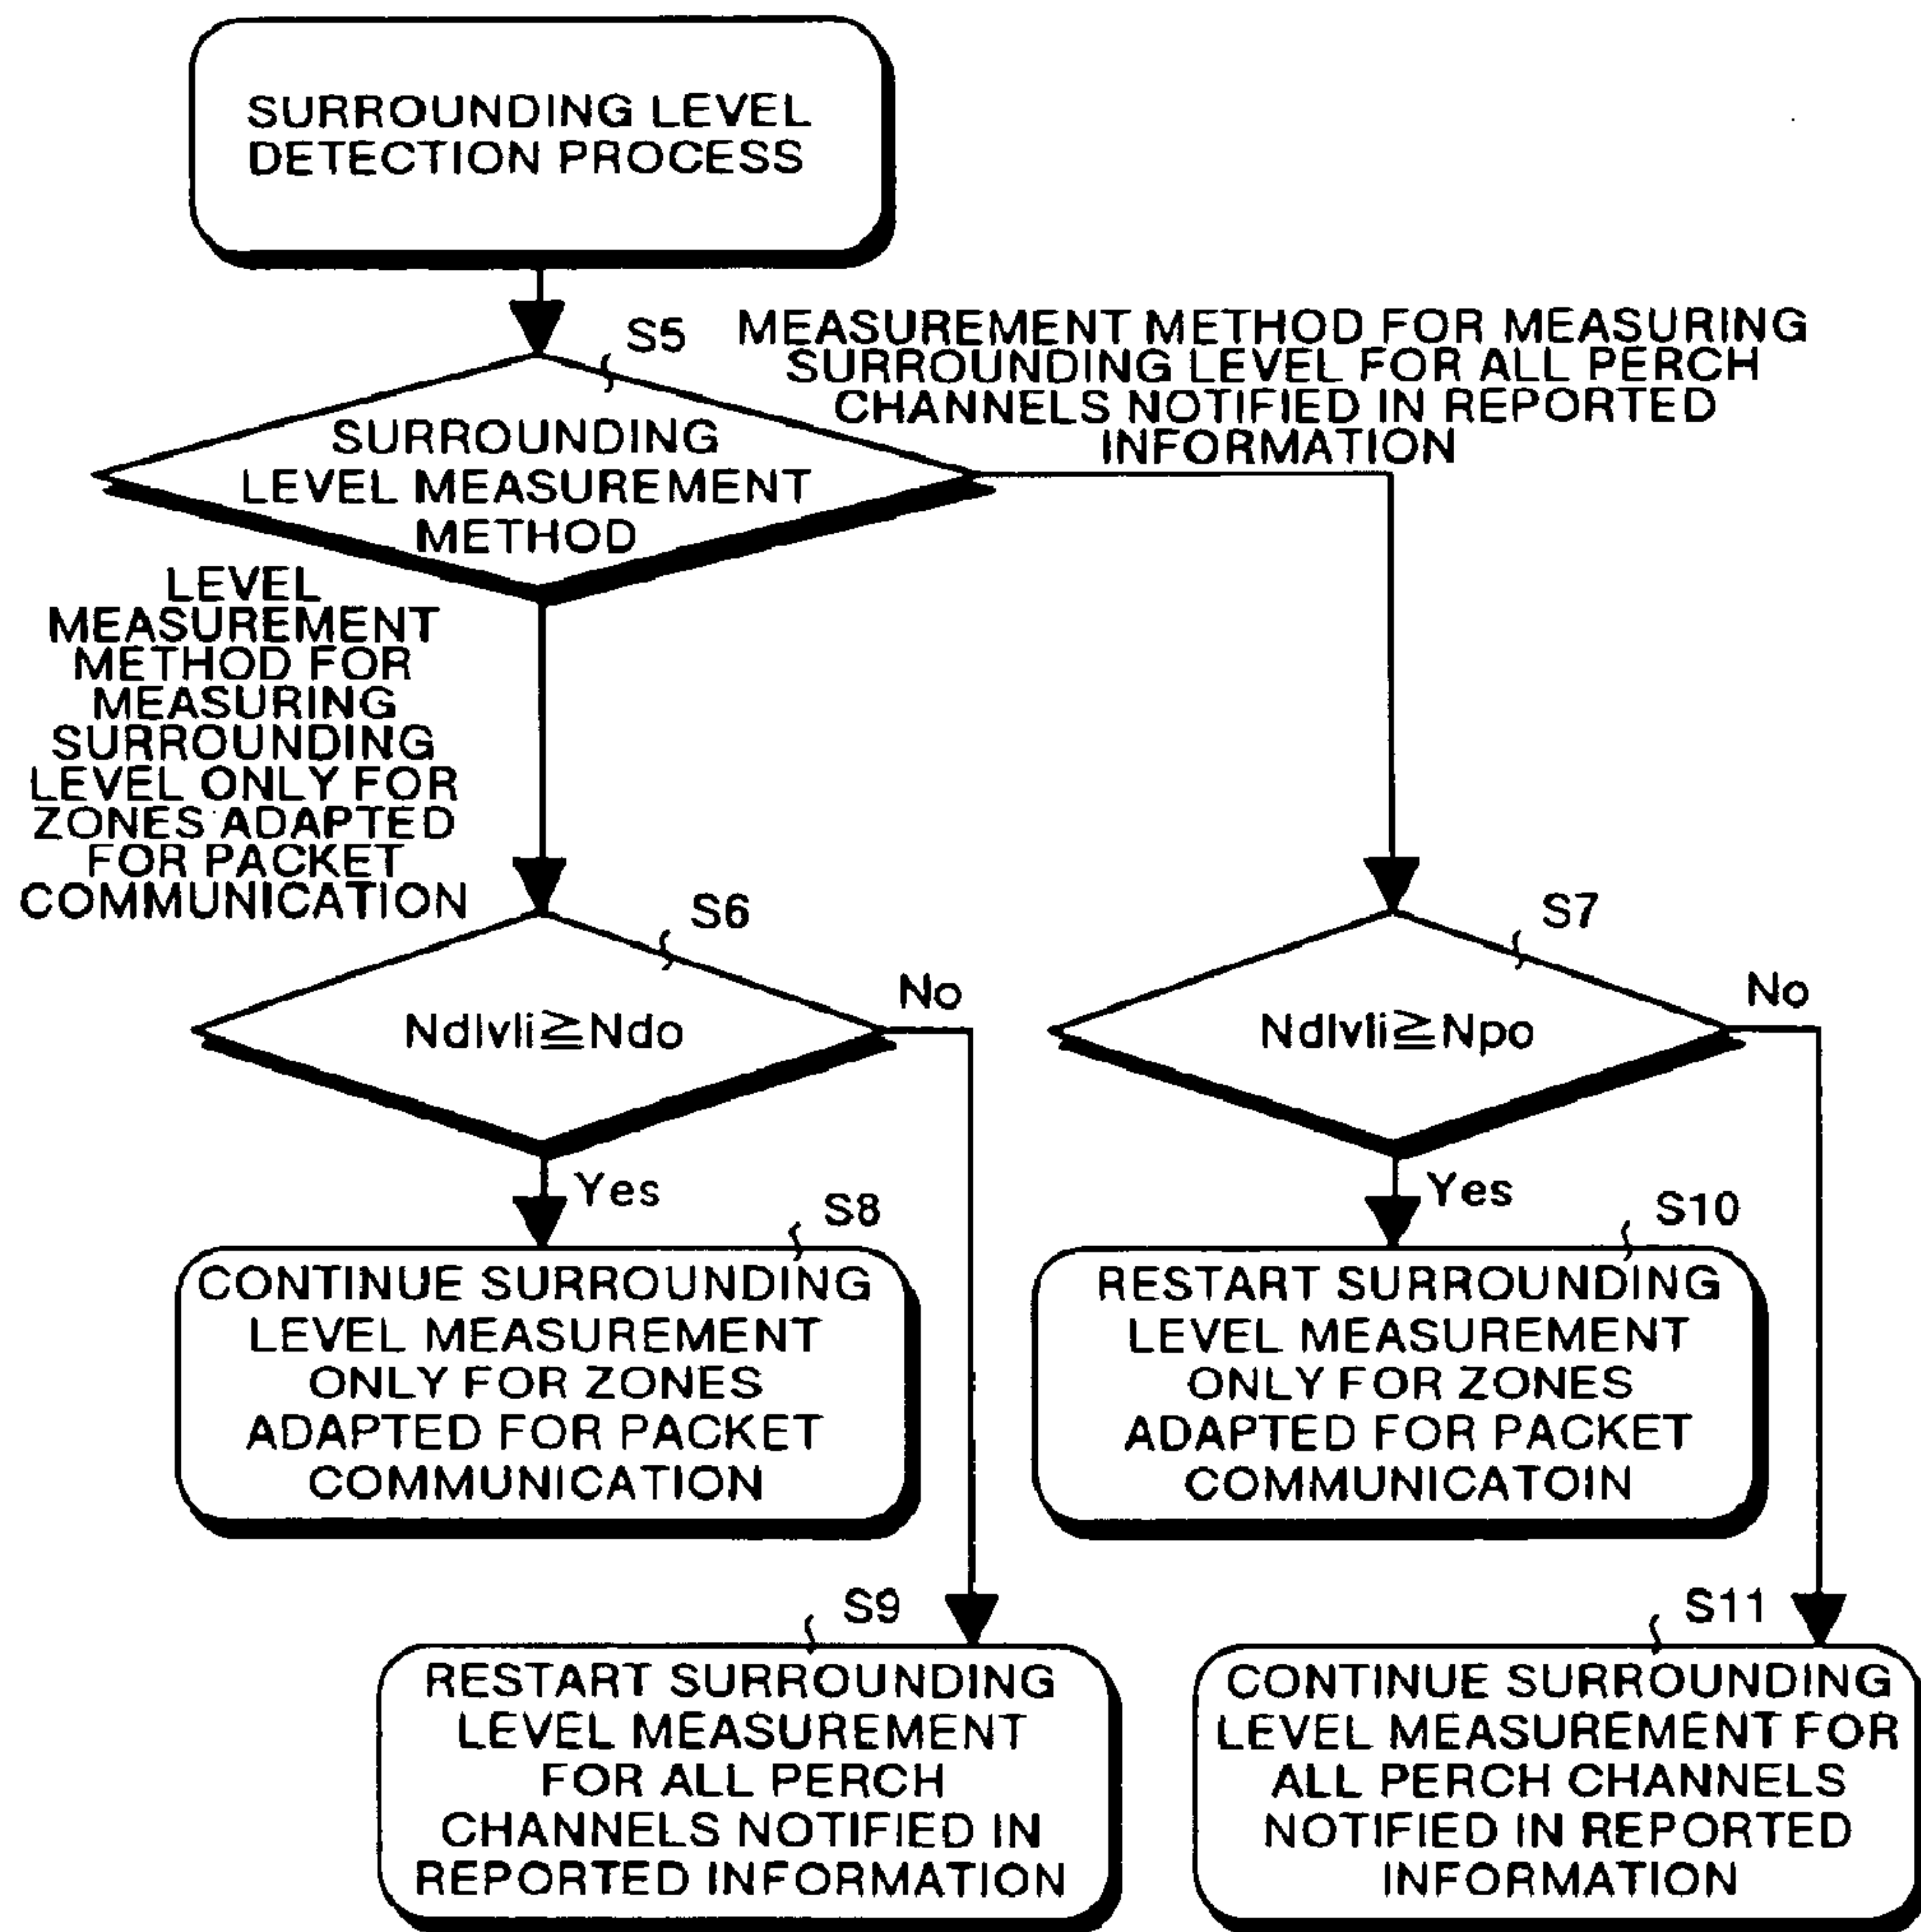 SURROUNDING LEVEL
DETECTION PROCESS
S5
MEASUREMENT METHOD FOR MEASURING
SURROUNDING LEVEL FOR ALL PERCH
CHANNELS NOTIFIED IN REPORTED
INFORMATION
SURROUNDING
LEVEL MEASUREMENT
METHOD
LEVEL
MEASUREMENT
METHOD FOR
MEASURING
SURROUNDING
LEVEL ONLY FOR
ZONES ADAPTED
FOR PACKET
COMMUNICATION
S6
Ndlvli≧Ndo
No
Yes
S7
Ndlvli≧Npo
No
Yes
S8
CONTINUE SURROUNDING
LEVEL MEASUREMENT
ONLY FOR ZONES
ADAPTED FOR PACKET
COMMUNICATION
S10
RESTART SURROUNDING
LEVEL MEASUREMENT
ONLY FOR ZONES
ADAPTED FOR PACKET
COMMUNICATOIN
S9
RESTART SURROUNDING
LEVEL MEASUREMENT
FOR ALL PERCH
CHANNELS NOTIFIED IN
REPORTED INFORMATION
S11
CONTINUE SURROUNDING
LEVEL MEASUREMENT FOR
ALL PERCH CHANNELS
NOTIFIED IN REPORTED
INFORMATION